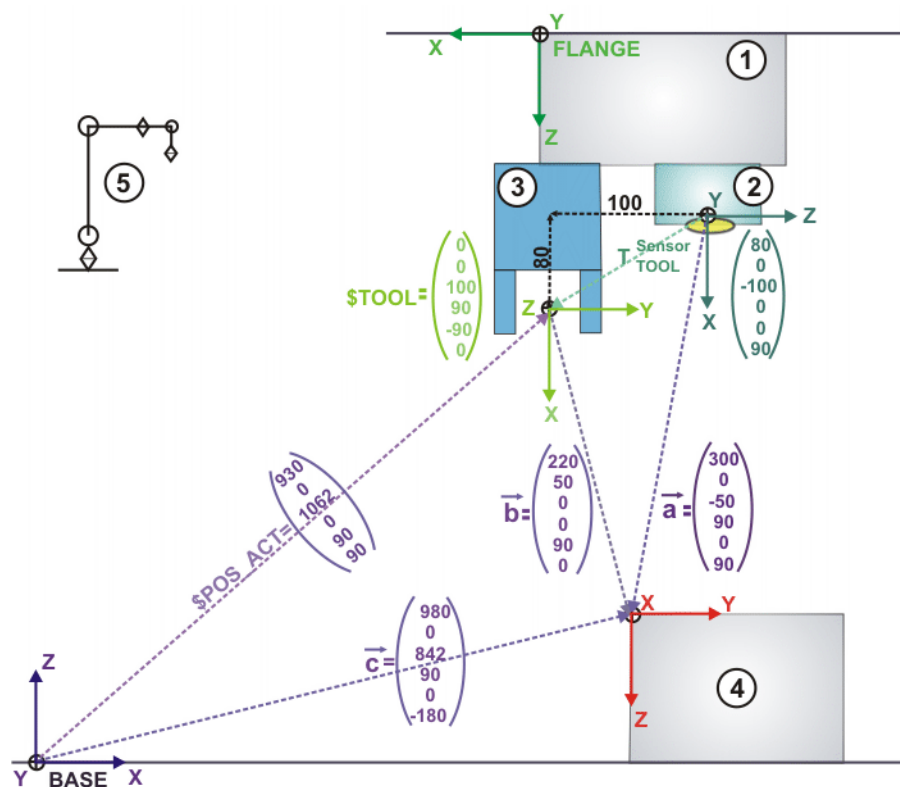 Y
X
FLANGE
1
Z
5
3
2
100
Y
Z
80
T Sensor
TOOL
$TOOL=
0
0
100
90
-90
0
Z
Y
X
X
80
0
-100
0
0
90
$POS_ACT=
930
0
1062
0
90
90
b=
220
50
0
0
90
0
a=
300
0
-50
90
0
90
X
Y
Z
4
c=
980
0
842
90
0
-180
Z
Y
BASE
X